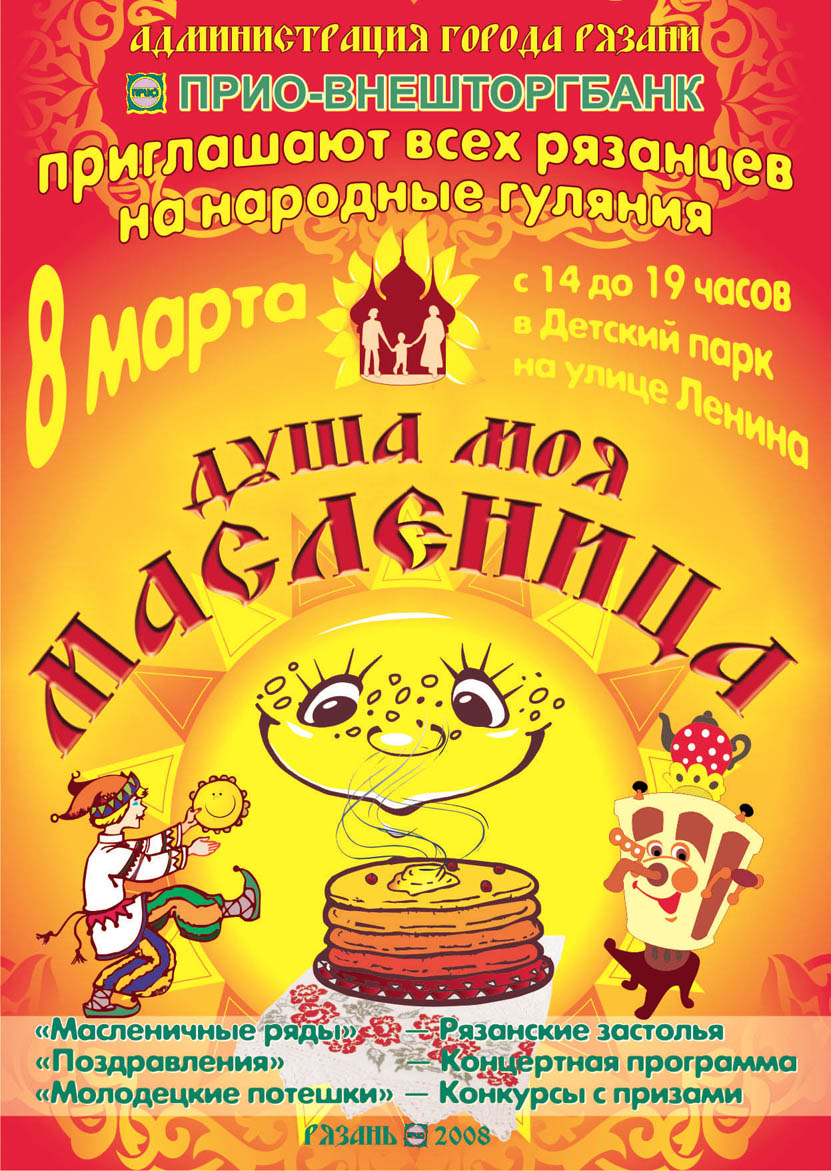 АДМИНИСТРАЦИЯ ГОРОДА РЯЗАНИ
ПРИО ПРИО-ВНЕШТОРГБАНК
приглашают всех рязанцев
на народные гуляния
8 марта
с 14 до 19 часов
в Детский парк
на улице Ленина
ДУША МОЯ
МАСЛЕНИЦА
«Масленичные ряды» — Рязанские застолья
«Поздравления» — Концертная программа
«Молодецкие потешки» — Конкурсы с призами
РЯЗАНЬ ПРИО 2008